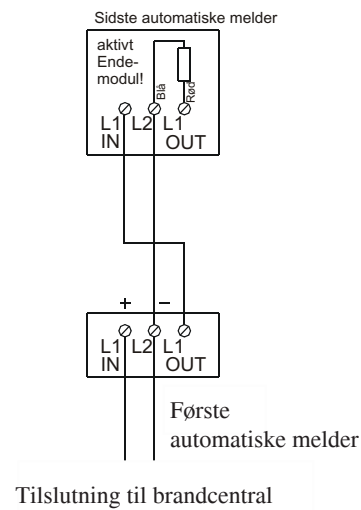 Sidste automatiske melder
aktivt
Ende-
modul!
Blå
Rød
L1 L2 L1
IN OUT
+ −
L1 L2 L1
IN OUT
Første
automatiske melder
Tilslutning til brandcentral